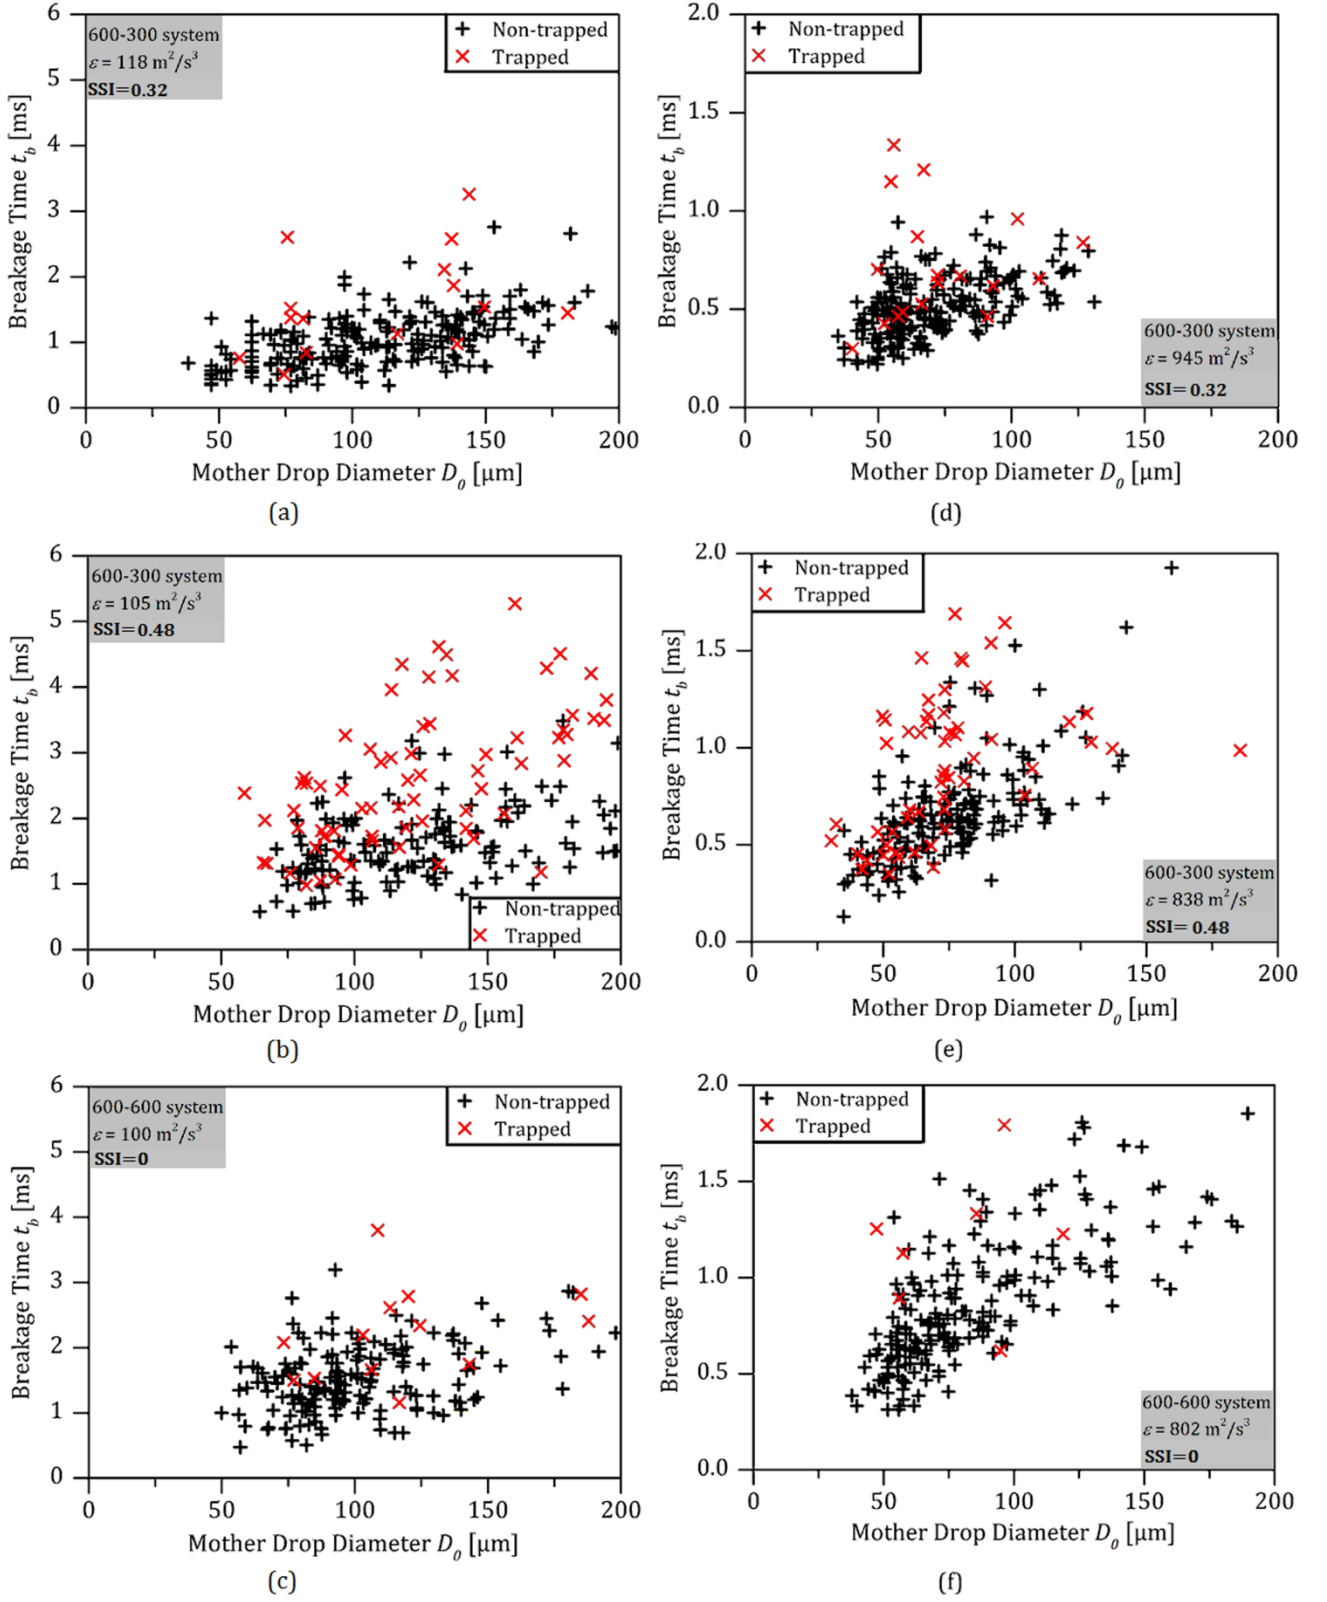 6
5
4
3
2
1
0
Breakage Time t_b [ms]
600-300 system
ε = 118 m²/s³
SSI=0.32
Non-trapped
Trapped
0 50 100 150 200
Mother Drop Diameter D₀ [μm]
(a)
2.0
1.5
1.0
0.5
0.0
Breakage Time t_b [ms]
Non-trapped
Trapped
600-300 system
ε = 945 m²/s³
SSI= 0.32
0 50 100 150 200
Mother Drop Diameter D₀ [μm]
(d)
6
5
4
3
2
1
0
Breakage Time t_b [ms]
600-300 system
ε = 105 m²/s³
SSI=0.48
Non-trapped
Trapped
0 50 100 150 200
Mother Drop Diameter D₀ [μm]
(b)
2.0
1.5
1.0
0.5
0.0
Breakage Time t_b [ms]
Non-trapped
Trapped
600-300 system
ε = 838 m²/s³
SSI= 0.48
0 50 100 150 200
Mother Drop Diameter D₀ [μm]
(e)
6
5
4
3
2
1
0
Breakage Time t_b [ms]
600-600 system
ε = 100 m²/s³
SSI=0
Non-trapped
Trapped
0 50 100 150 200
Mother Drop Diameter D₀ [μm]
(c)
2.0
1.5
1.0
0.5
0.0
Breakage Time t_b [ms]
Non-trapped
Trapped
600-600 system
ε = 802 m²/s³
SSI=0
0 50 100 150 200
Mother Drop Diameter D₀ [μm]
(f)